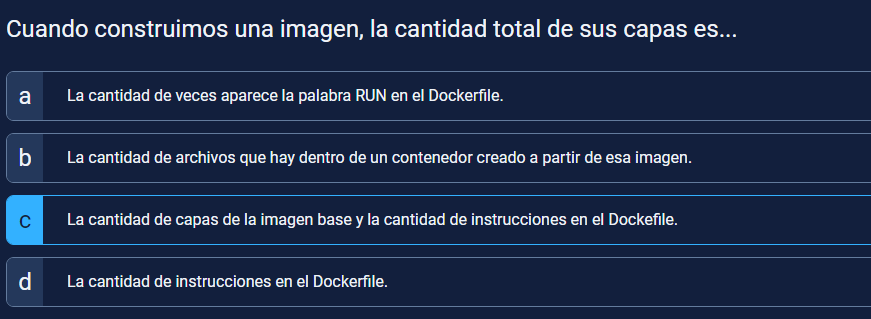 Cuando construimos una imagen, la cantidad total de sus capas es...
a La cantidad de veces aparece la palabra RUN en el Dockerfile.
b La cantidad de archivos que hay dentro de un contenedor creado a partir de esa imagen.
c La cantidad de capas de la imagen base y la cantidad de instrucciones en el Dockefile.
d La cantidad de instrucciones en el Dockerfile.